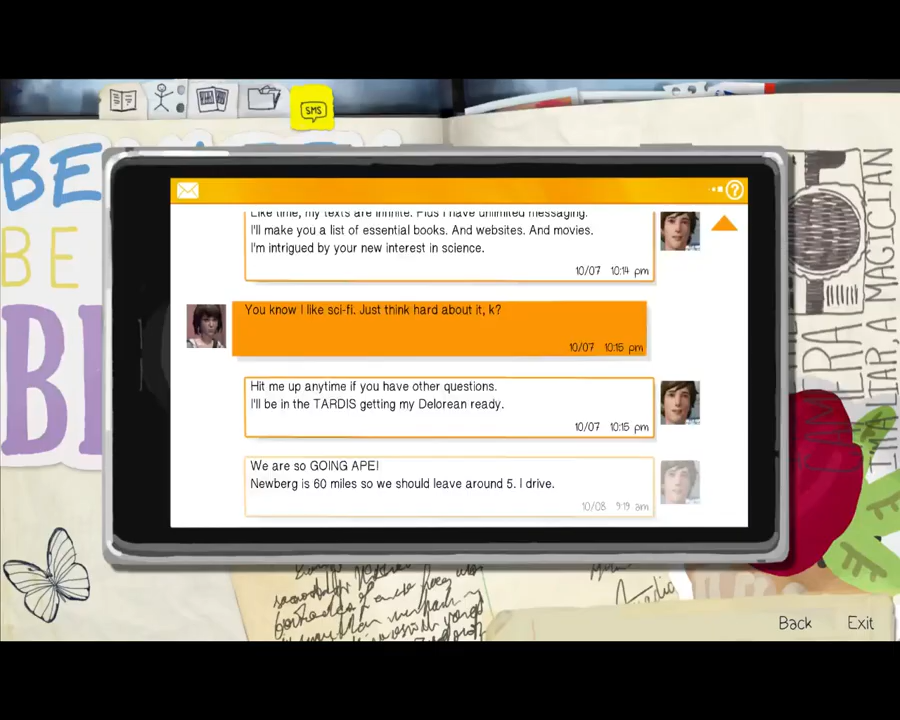 SMS
BE
BE
BE
Like time, my texts are infinite. Plus I have unlimited messaging.
I'll make you a list of essential books. And websites. And movies.
I'm intrigued by your new interest in science.
10/07 10:14 pm
You know I like sci-fi. Just think hard about it, k?
10/07 10:15 pm
Hit me up anytime if you have other questions.
I'll be in the TARDIS getting my Delorean ready.
10/07 10:15 pm
We are so GOING APE!
Newberg is 60 miles so we should leave around 5. I drive.
10/08 9:19 am
LIAR, A MAGICIAN
Back Exit